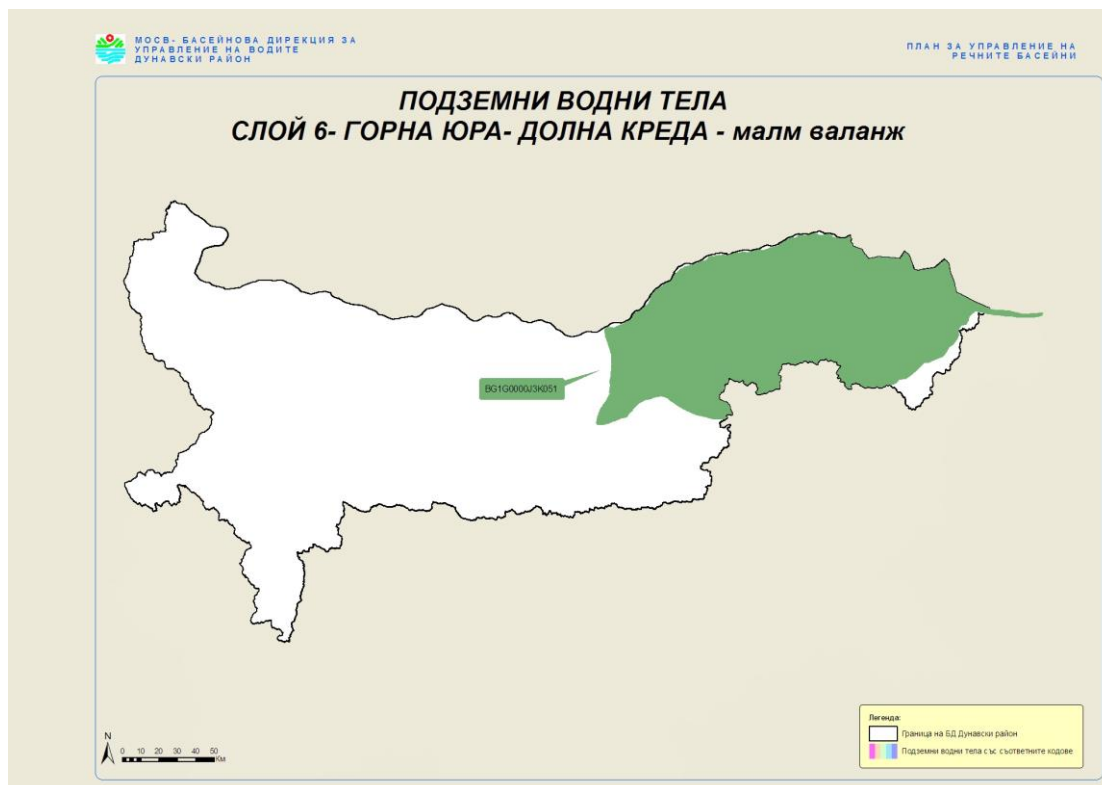 МОСВ- БАСЕЙНОВА ДИРЕКЦИЯ ЗА
УПРАВЛЕНИЕ НА ВОДИТЕ
ДУНАВСКИ РАЙОН
ПЛАН ЗА УПРАВЛЕНИЕ НА
РЕЧНИТЕ БАСЕЙНИ
ПОДЗЕМНИ ВОДНИ ТЕЛА
СЛОЙ 6- ГОРНА ЮРА- ДОЛНА КРЕДА - малм валанж
BG1G0000J3K051
N
0 10 20 30 40 50
Км
Легенда:
Граница на БД Дунавски район
Подземни водни тела със съответните кодове